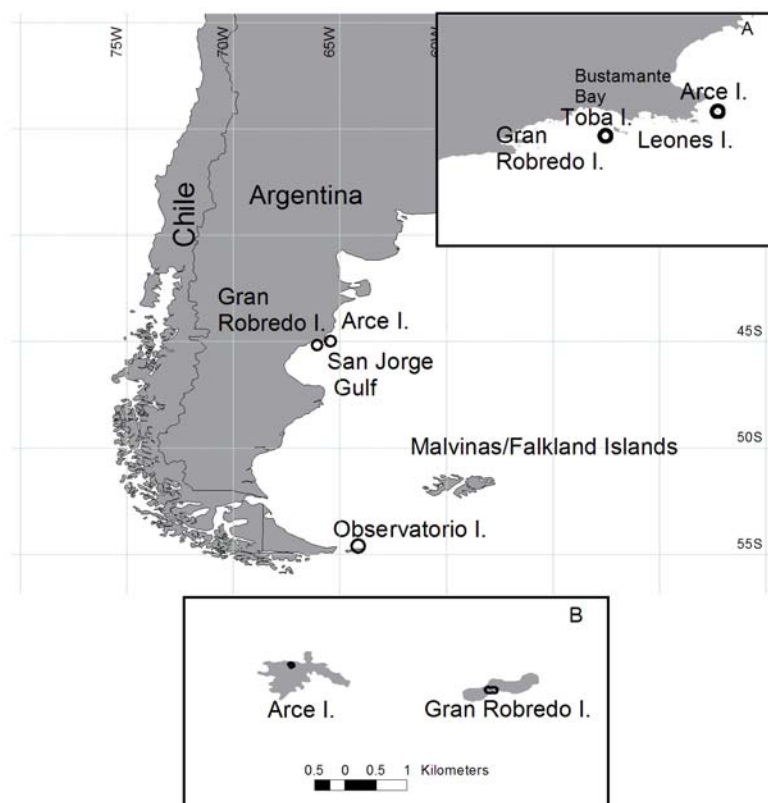 75W
70W
65W
A
Bustamante
Bay
Arce I.
Toba I.
Leones I.
Gran
Robredo I.
Chile
Argentina
Gran
Robredo I.
Arce I.
45S
San Jorge
Gulf
Malvinas/Falkland Islands
50S
Observatorio I.
55S
B
Arce I.
Gran Robredo I.
0.5 0 0.5 1 Kilometers